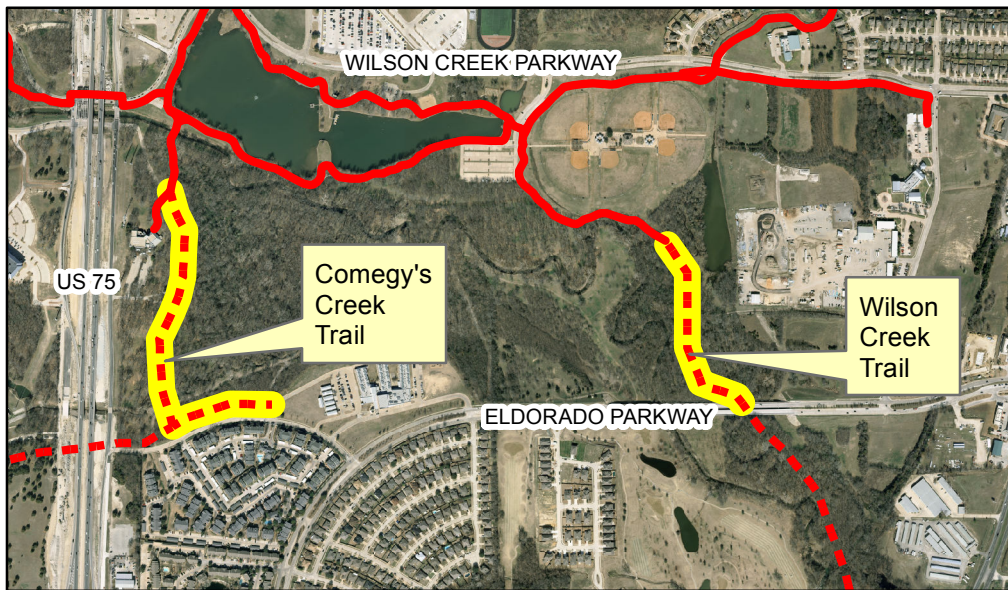 WILSON CREEK PARKWAY
US 75
Comegy's
Creek
Trail
Wilson
Creek
Trail
ELDORADO PARKWAY